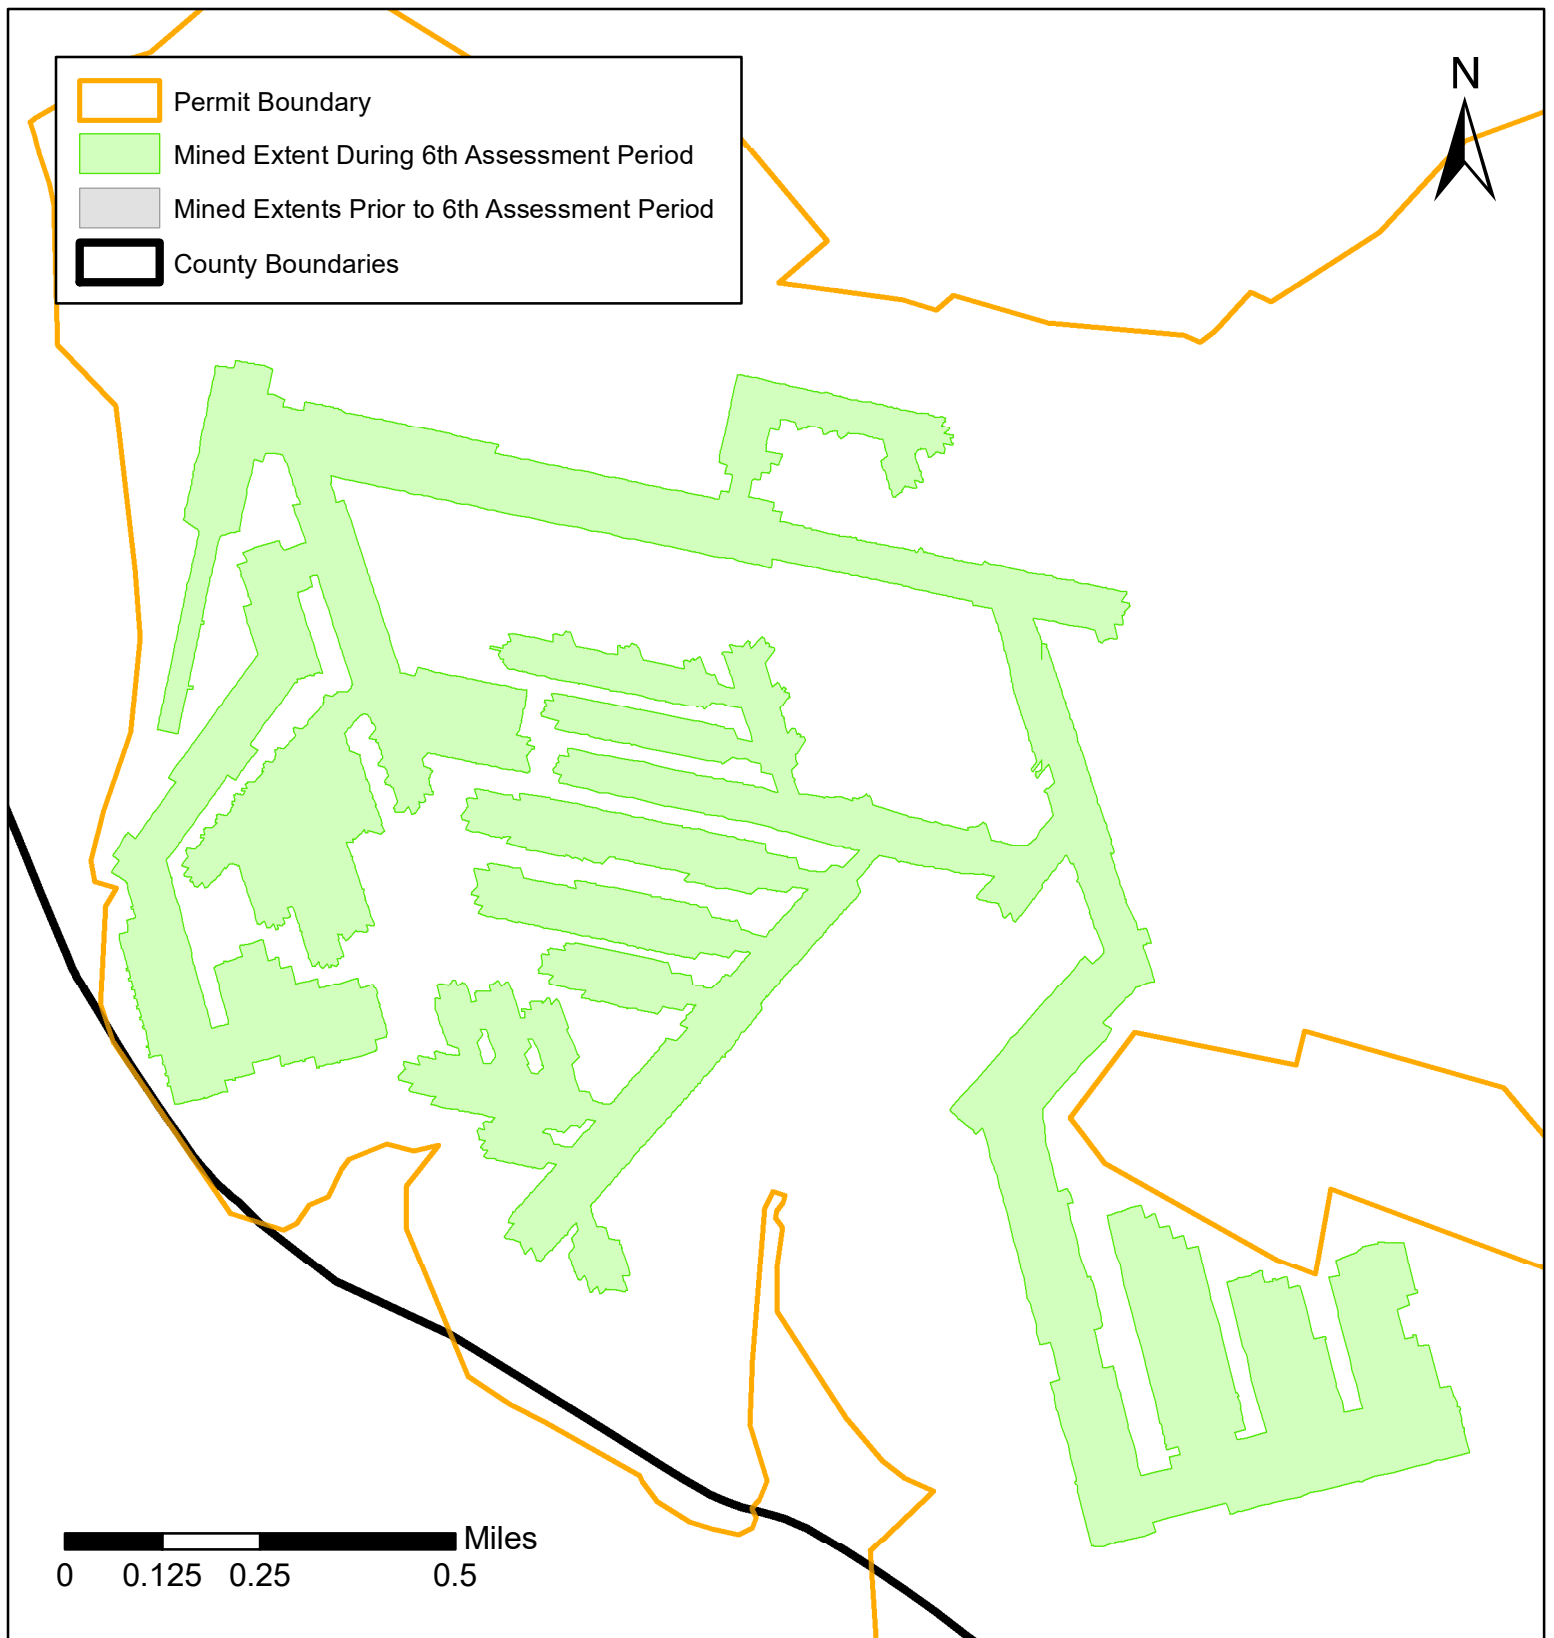 N
Permit Boundary
Mined Extent During 6th Assessment Period
Mined Extents Prior to 6th Assessment Period
County Boundaries
Miles
0 0.125 0.25 0.5